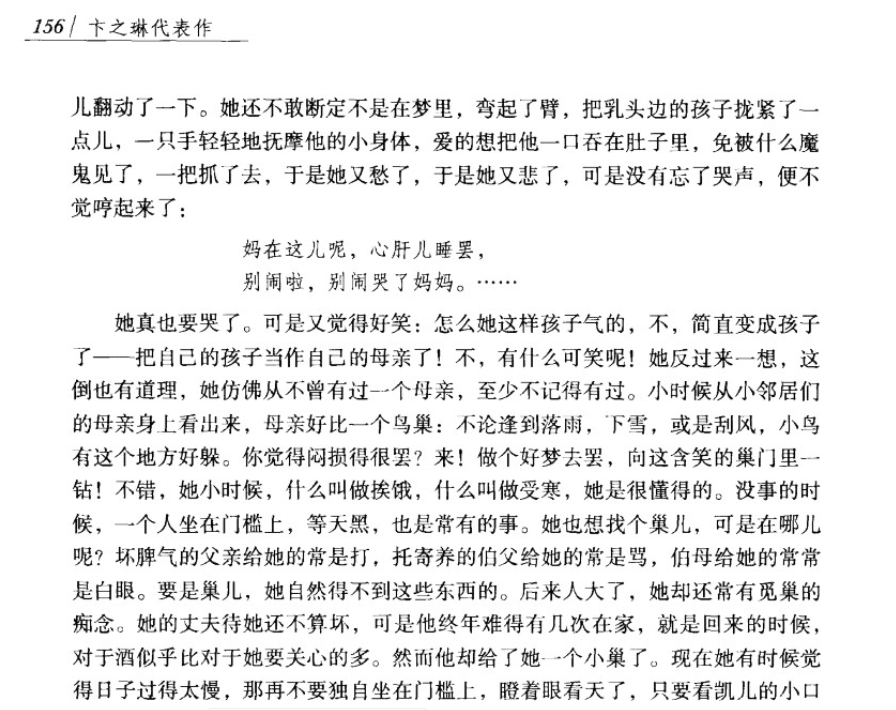 156 / 卞之琳代表作
儿翻动了一下。她还不敢断定不是在梦里，弯起了臂，把乳头边的孩子拢紧了一
点儿，一只手轻轻地抚摩他的小身体，爱的想把他一口吞在肚子里，免被什么魔
鬼见了，一把抓了去，于是她又愁了，于是她又悲了，可是没有忘了哭声，便不
觉哼起来了：
妈在这儿呢，心肝儿睡罢，
别闹啦，别闹哭了妈妈。……
她真也要哭了。可是又觉得好笑：怎么她这样孩子气的，不，简直变成孩子
了——把自己的孩子当作自己的母亲了！不，有什么可笑呢！她反过来一想，这
倒也有道理，她仿佛从不曾有过一个母亲，至少不记得有过。小时候从小邻居们
的母亲身上看出来，母亲好比一个鸟巢：不论逢到落雨，下雪，或是刮风，小鸟
有这个地方好躲。你觉得闷损得很罢？来！做个好梦去罢，向这含笑的巢门里一
钻！不错，她小时候，什么叫做挨饿，什么叫做受寒，她是很懂得的。没事的时
候，一个人坐在门槛上，等天黑，也是常有的事。她也想找个巢儿，可是在哪儿
呢？坏脾气的父亲给她的常是打，托寄养的伯父给她的常是骂，伯母给她的常常
是白眼。要是巢儿，她自然得不到这些东西的。后来人大了，她却还常有觅巢的
痴念。她的丈夫待她还不算坏，可是他终年难得有几次在家，就是回来的时候，
对于酒似乎比对于她要关心的多。然而他却给了她一个小巢了。现在她有时候觉
得日子过得太慢，那再不要独自坐在门槛上，瞪着眼看天了，只要看凯儿的小口